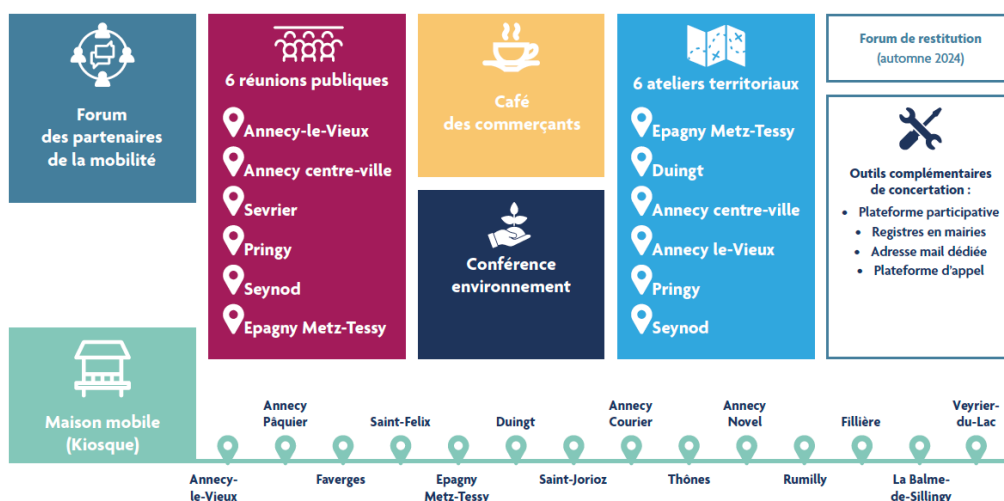 Forum
des partenaires
de la mobilité
6 réunions publiques
Annecy-le-Vieux
Annecy centre-ville
Sevrier
Pringy
Seynod
Epagny Metz-Tessy
Café
des commerçants
Conférence
environnement
6 ateliers territoriaux
Epagny Metz-Tessy
Duingt
Annecy centre-ville
Annecy le-Vieux
Pringy
Seynod
Forum de restitution
(automne 2024)
Outils complémentaires
de concertation :
• Plateforme participative
• Registres en mairies
• Adresse mail dédiée
• Plateforme d'appel
Maison mobile
(Kiosque)
Annecy-
le-Vieux
Annecy
Pâquier
Faverges
Saint-Felix
Epagny
Metz-Tessy
Duingt
Saint-Jorioz
Annecy
Courier
Thônes
Annecy
Novel
Rumilly
Fillière
La Balme-
de-Sillingy
Veyrier-
du-Lac